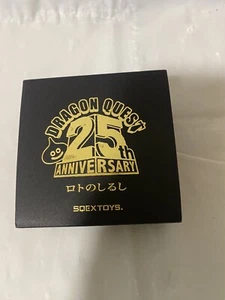 DRAGON QUEST
25th
ANNIVERSARY
ロトのしるし
SQEXTOYS.